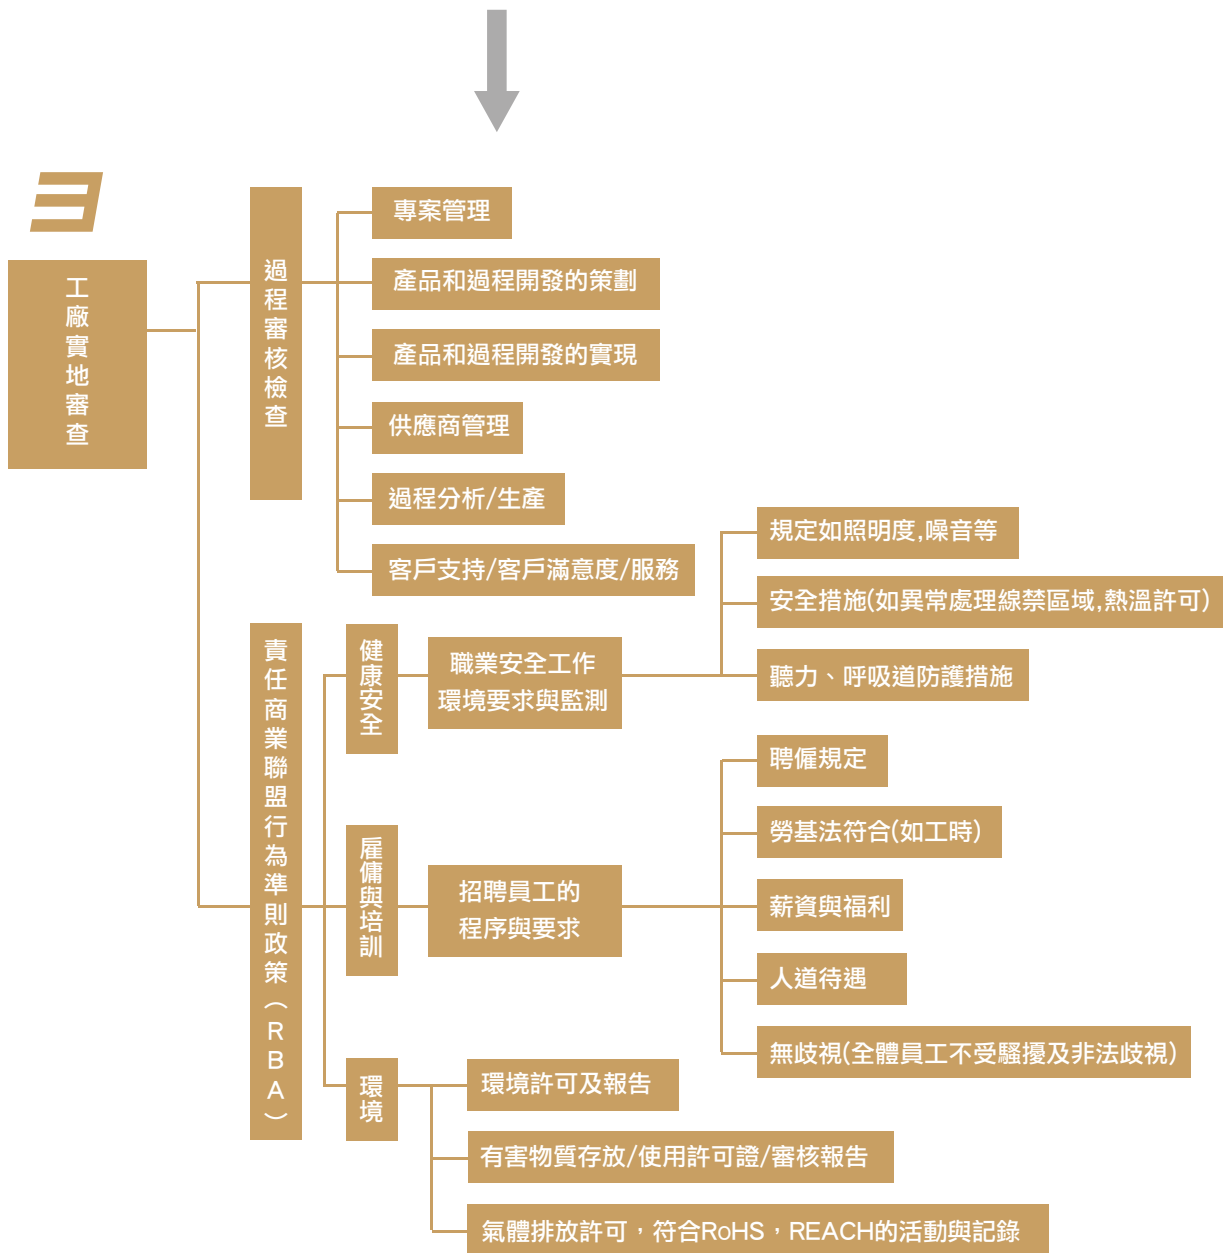 3
工廠實地審查
過程審核檢查
專案管理
產品和過程開發的策劃
產品和過程開發的實現
供應商管理
過程分析/生產
客戶支持/客戶滿意度/服務
責任商業聯盟行為準則政策（RBA）
健康安全
職業安全工作
環境要求與監測
規定如照明度,噪音等
安全措施(如異常處理線禁區域,熱溫許可)
聽力、呼吸道防護措施
雇傭與培訓
招聘員工的
程序與要求
聘僱規定
勞基法符合(如工時)
薪資與福利
人道待遇
無歧視(全體員工不受騷擾及非法歧視)
環境
環境許可及報告
有害物質存放/使用許可證/審核報告
氣體排放許可，符合RoHS，REACH的活動與記錄